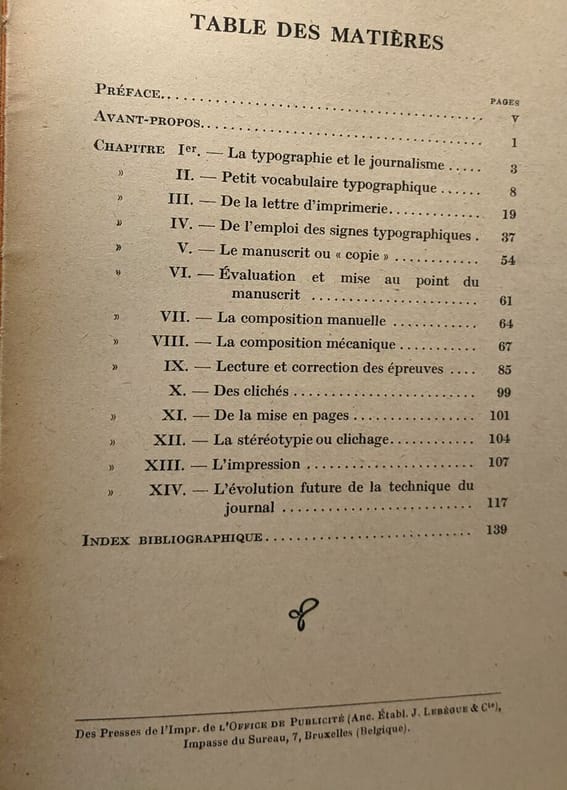 TABLE DES MATIÈRES
PAGES
PRÉFACE........................................ V
AVANT-PROPOS................................... 1
CHAPITRE Ier. — La typographie et le journalisme ..... 3
» II. — Petit vocabulaire typographique ...... 8
» III. — De la lettre d'imprimerie............ 19
» IV. — De l'emploi des signes typographiques . 37
» V. — Le manuscrit ou « copie » ............ 54
» VI. — Évaluation et mise au point du
manuscrit ........................ 61
» VII. — La composition manuelle ............ 64
» VIII. — La composition mécanique ........... 67
» IX. — Lecture et correction des épreuves .... 85
X. — Des clichés .......................... 99
» XI. — De la mise en pages ................. 101
» XII. — La stéréotypie ou clichage............ 104
» XIII. — L'impression ........................ 107
» XIV. — L'évolution future de la technique du
journal ........................... 117
INDEX BIBLIOGRAPHIQUE.............................. 139
Des Presses de l'Impr. de L'OFFICE DE PUBLICITÉ (Anc. Établ. J. LEBÈGUE & Cie),
Impasse du Sureau, 7, Bruxelles (Belgique).